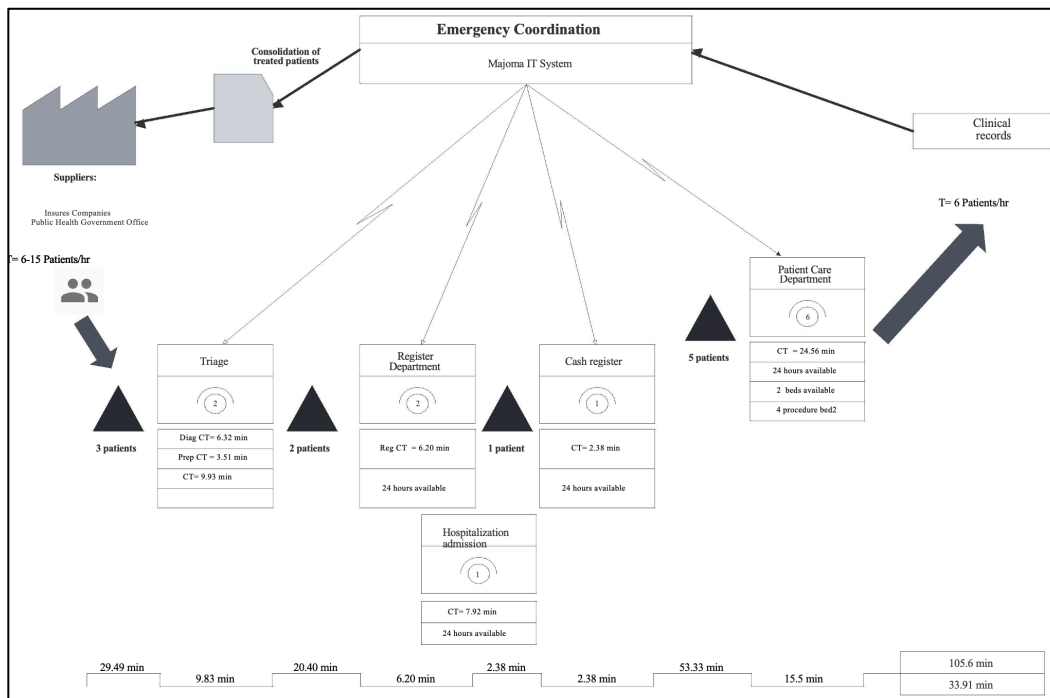 Emergency Coordination
Majoma IT System
Consolidation of
treated patients
Clinical
records
Suppliers:
Insures Companies
Public Health Government Office
T= 6 Patients/hr
= 6-15 Patients/hr
Patient Care
Department
6
CT = 24.56 min
24 hours available
2 beds available
4 procedure bed2
5 patients
Triage
2
Diag CT= 6.32 min
Prep CT = 3.51 min
CT= 9.93 min
3 patients
Register
Department
2
Reg CT = 6.20 min
24 hours available
2 patients
Cash register
1
CT= 2.38 min
24 hours available
1 patient
Hospitalization
admission
1
CT= 7.92 min
24 hours available
29.49 min
9.83 min
20.40 min
6.20 min
2.38 min
2.38 min
53.33 min
15.5 min
105.6 min
33.91 min